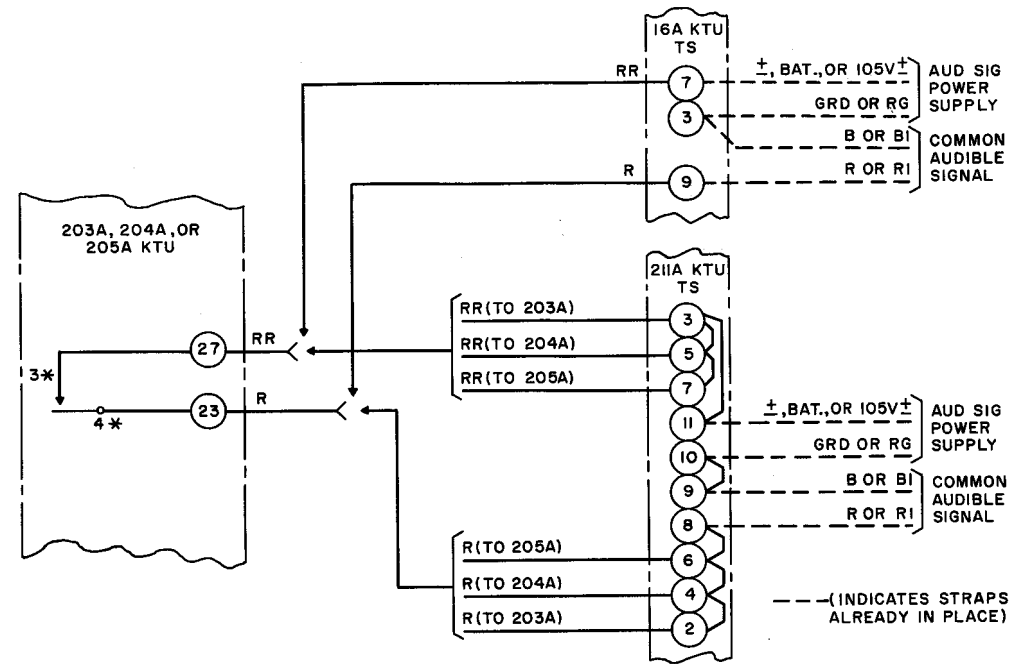 16A KTU
TS
RR
7
±, BAT., OR 105V±
3
GRD OR RG
AUD SIG
POWER
SUPPLY
B OR B1
R
9
R OR R1
COMMON
AUDIBLE
SIGNAL
203A, 204A, OR
205A KTU
211A KTU
TS
RR(TO 203A)
3
RR(TO 204A)
5
RR(TO 205A)
7
27
RR
3*
4*
23
R
11
±,BAT.,OR 105V±
10
GRD OR RG
AUD SIG
POWER
SUPPLY
9
B OR B1
8
R OR R1
COMMON
AUDIBLE
SIGNAL
R(TO 205A)
6
R(TO 204A)
4
R(TO 203A)
2
(INDICATES STRAPS
ALREADY IN PLACE)